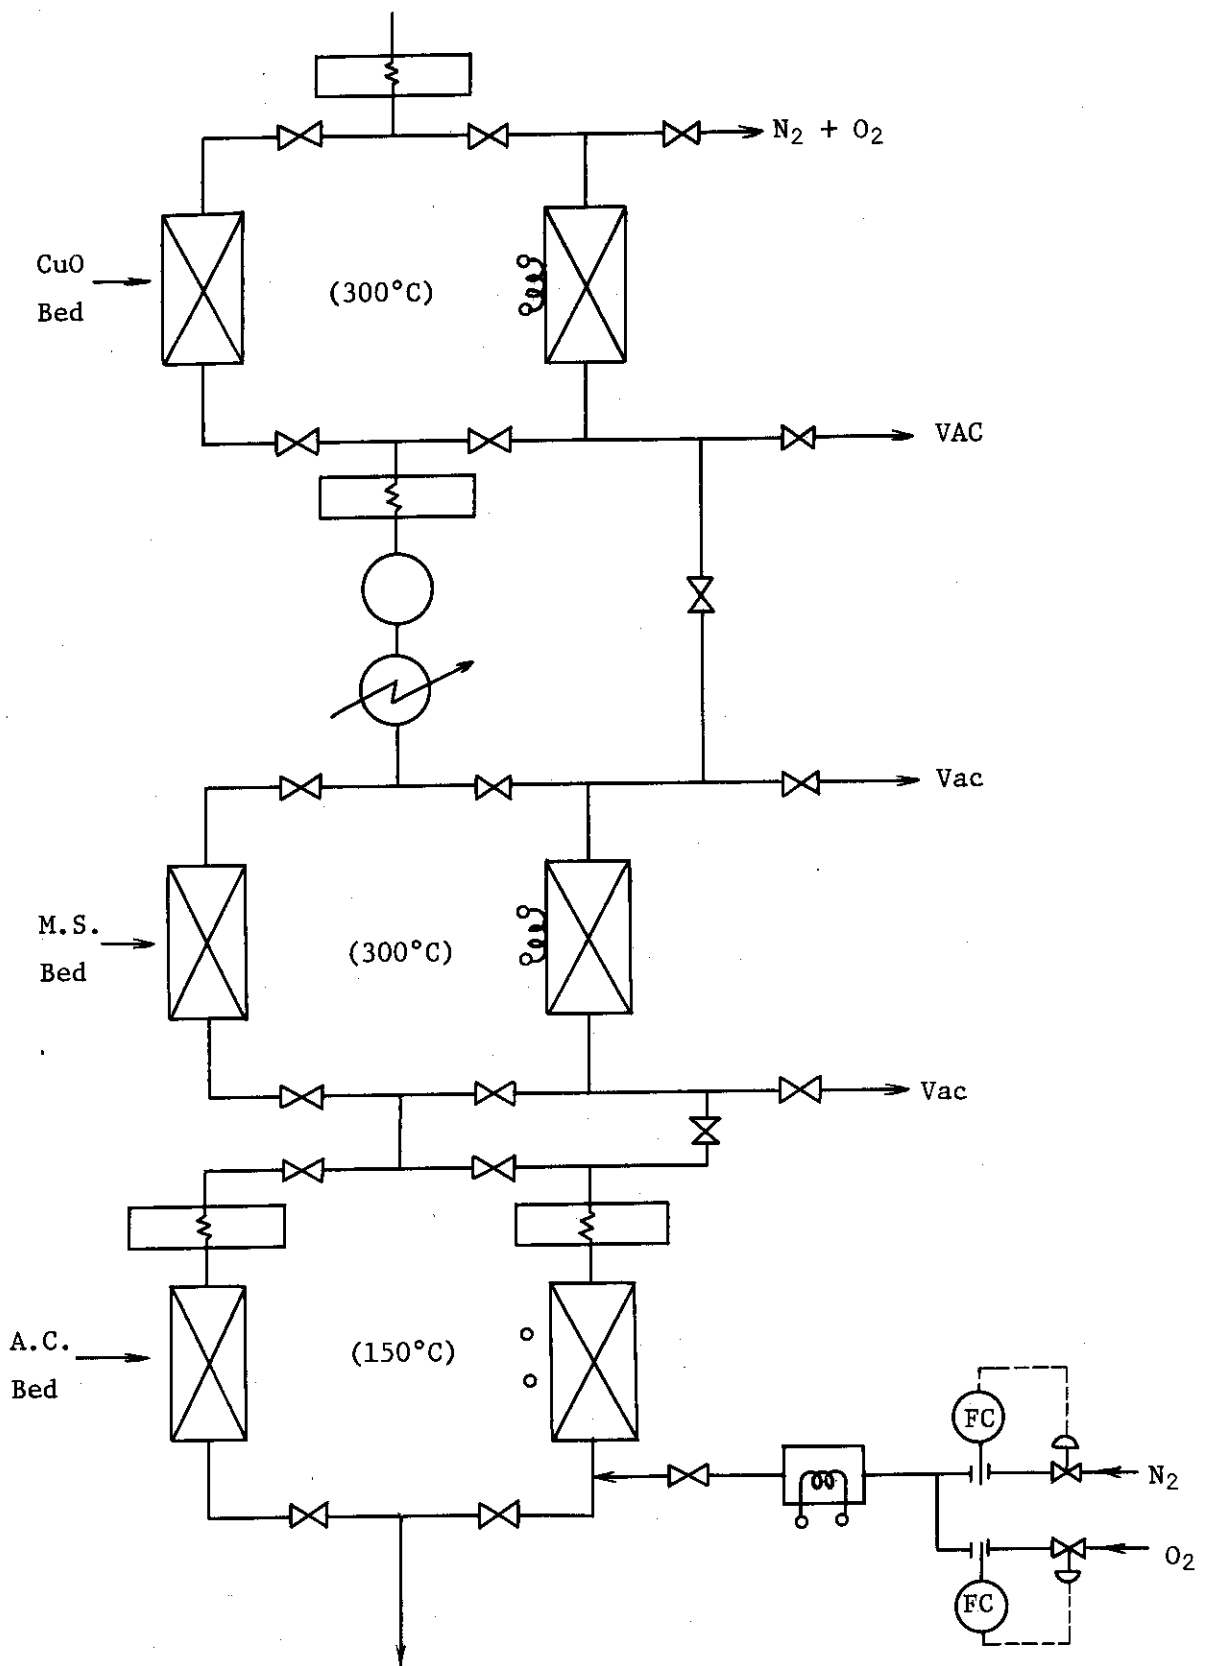 N₂ + O₂
CuO
Bed
(300°C)
VAC
Vac
M.S.
Bed
(300°C)
Vac
A.C.
Bed
(150°C)
FC
N₂
O₂
FC